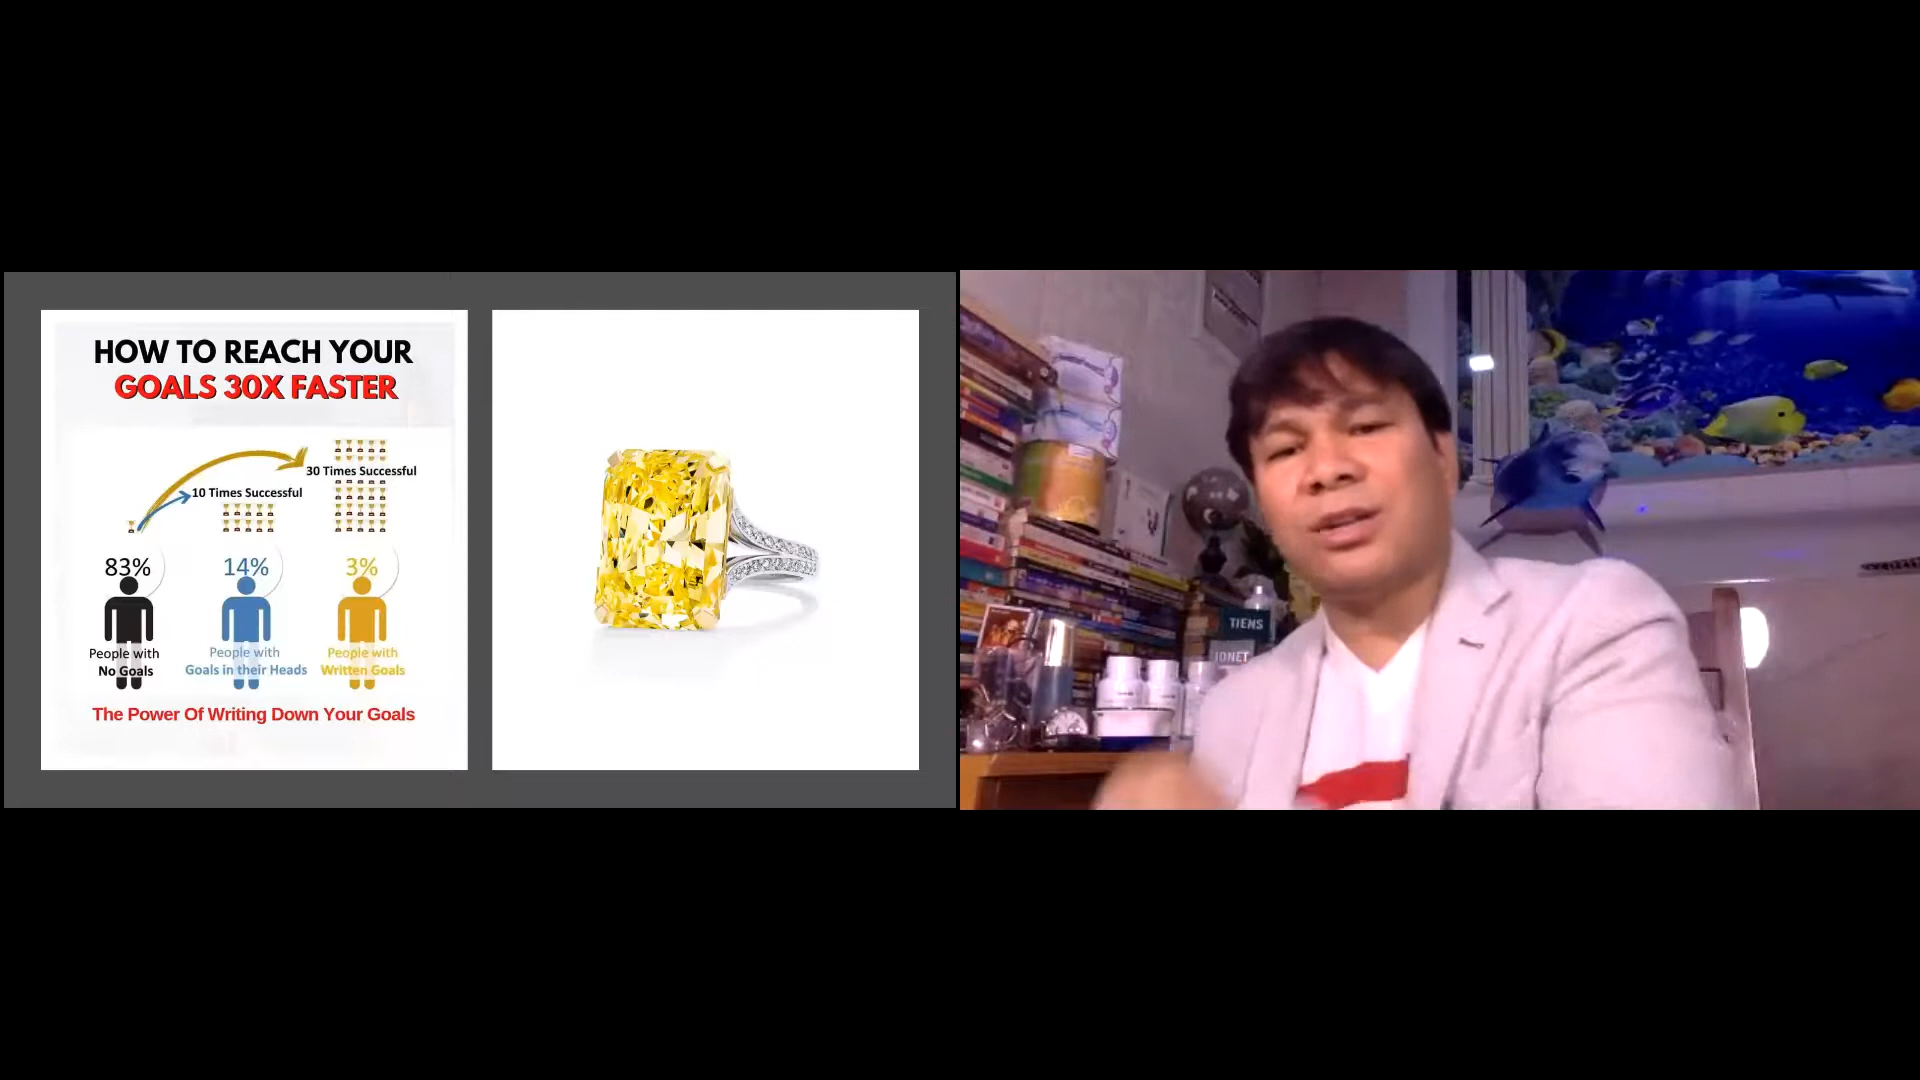 HOW TO REACH YOUR
GOALS 30X FASTER
30 Times Successful
10 Times Successful
83%
14%
3%
People with
No Goals
People with
Goals in their Heads
People with
Written Goals
The Power Of Writing Down Your Goals
TIENS
IONET